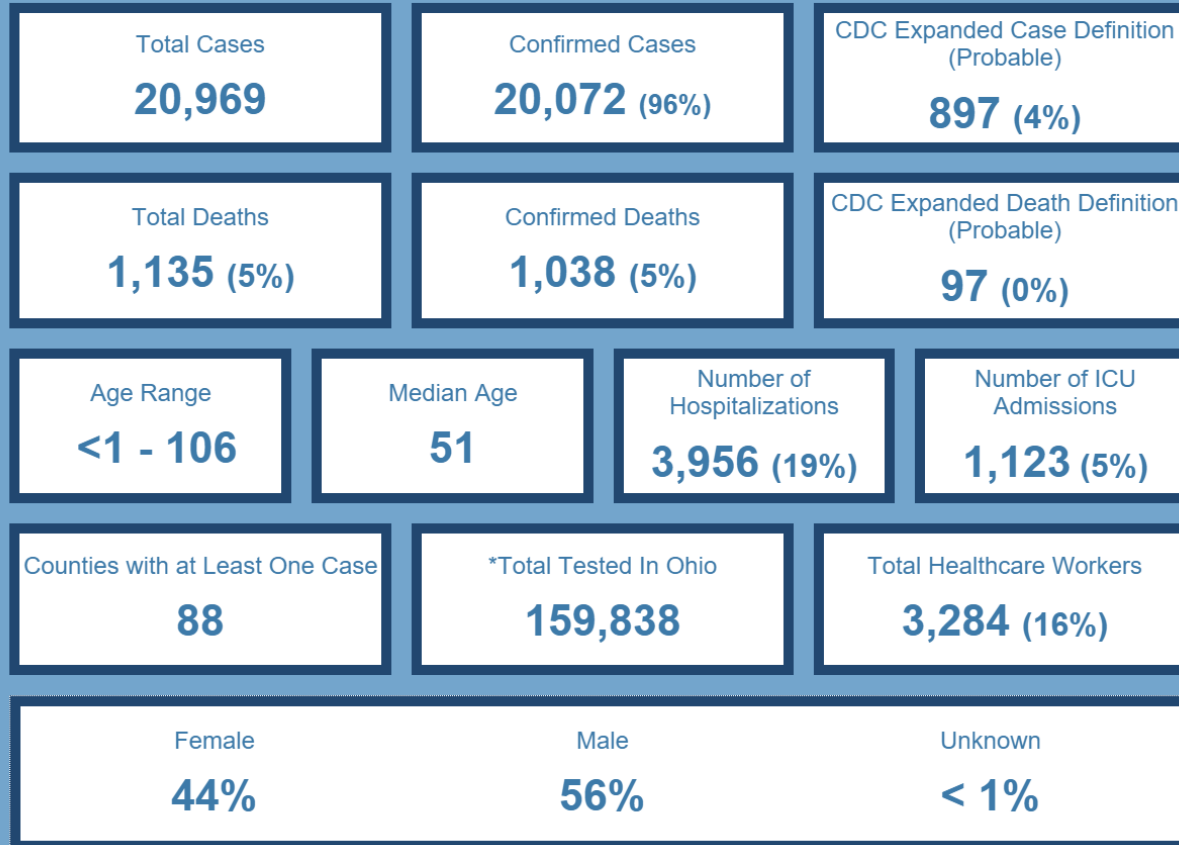 Total Cases
20,969
Confirmed Cases
20,072 (96%)
CDC Expanded Case Definition
(Probable)
897 (4%)
Total Deaths
1,135 (5%)
Confirmed Deaths
1,038 (5%)
CDC Expanded Death Definition
(Probable)
97 (0%)
Age Range
<1 - 106
Median Age
51
Number of
Hospitalizations
3,956 (19%)
Number of ICU
Admissions
1,123 (5%)
Counties with at Least One Case
88
*Total Tested In Ohio
159,838
Total Healthcare Workers
3,284 (16%)
Female
44%
Male
56%
Unknown
< 1%